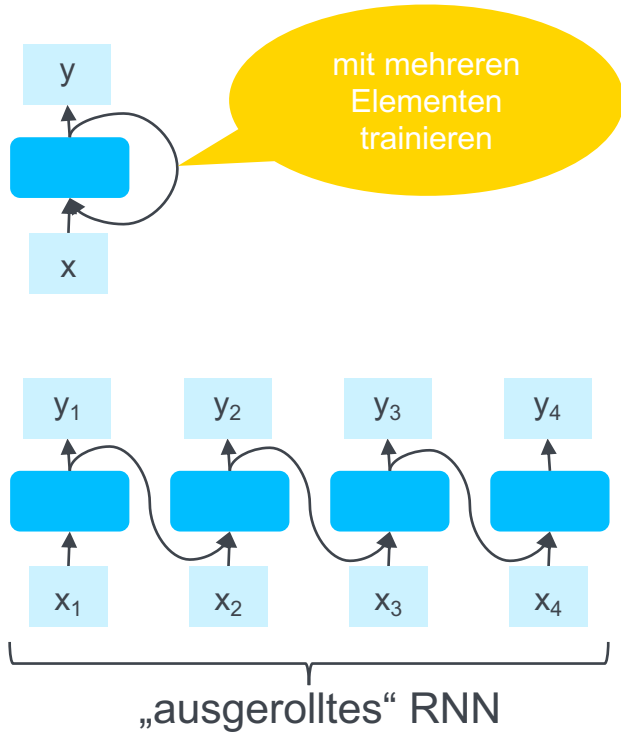 y
mit mehreren
Elementen
trainieren
x
y₁ y₂ y₃ y₄
x₁ x₂ x₃ x₄
„ausgerolltes“ RNN